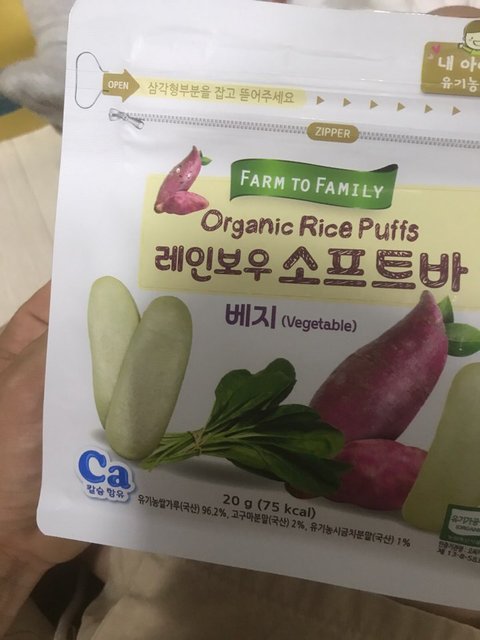 내 아
유기농
OPEN
삼각형부분을 잡고 뜯어주세요
ZIPPER
FARM TO FAMILY
Organic Rice Puffs
레인보우 소프트바
베지 (Vegetable)
Ca
칼슘 함유
20 g (75 kcal)
유기농쌀가루(국산) 96.2%, 고구마분말(국산) 2%, 유기농시금치분말(국산) 1%